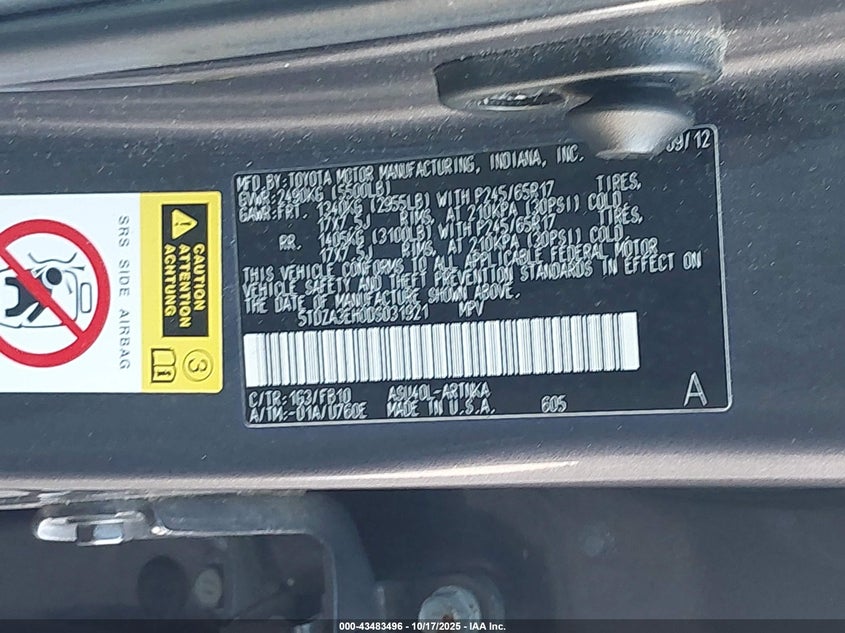 09/12
MFD BY:TOYOTA MOTOR MANUFACTURING, INDIANA, INC.
GVWR:2490KG (5500LB)
GAWR:FRT. 1340KG (2955LB) WITH P245/65R17 TIRES,
17X7.5J RIMS, AT 210KPA (30PSI) COLD.
RR. 1405KG (3100LB) WITH P245/65R17 TIRES,
17X7.5J RIMS, AT 210KPA (30PSI) COLD.
THIS VEHICLE CONFORMS TO ALL APPLICABLE FEDERAL MOTOR
VEHICLE SAFETY AND THEFT PREVENTION STANDARDS IN EFFECT ON
THE DATE OF MANUFACTURE SHOWN ABOVE.
5TDZA3EH0DS031921 MPV
C/TR:1G3/FB10 ASU40L-ARTNKA
A/TM:-01A/U760E MADE IN U.S.A. 605
A
SRS SIDE AIRBAG
CAUTION
ATTENTION
ACHTUNG
3
000-43483496 - 10/17/2025 - IAA Inc.